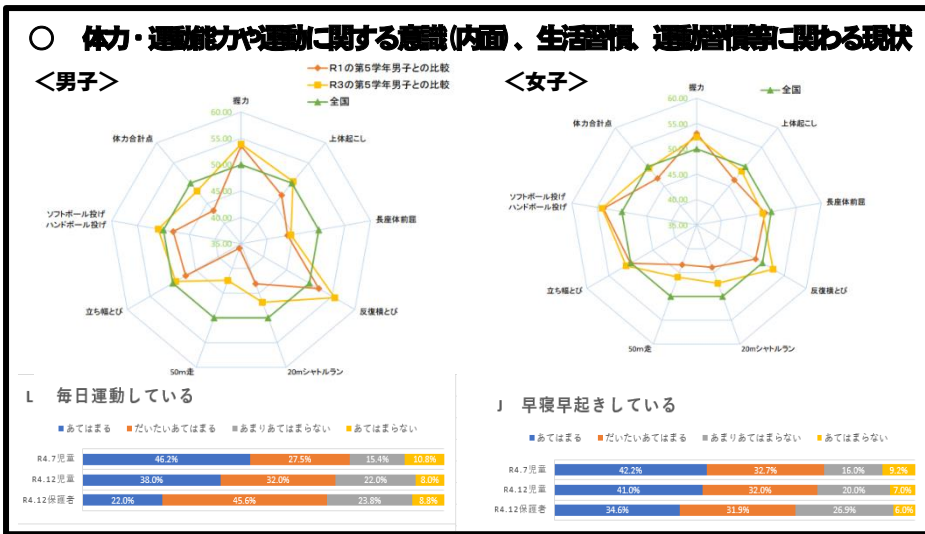 ○ 体力・運動能力や運動に関する意識(内面)、生活習慣、運動習慣等に関わる現状
＜男子＞
R1の第5学年男子との比較
R3の第5学年男子との比較
全国
握力
60.00
55.00
50.00
45.00
40.00
35.00
上体起こし
長座体前屈
反復横とび
20mシャトルラン
50m走
立ち幅とび
ソフトボール投げ
ハンドボール投げ
体力合計点
＜女子＞
全国
握力
60.00
55.00
50.00
45.00
40.00
35.00
上体起こし
長座体前屈
反復横とび
20mシャトルラン
50m走
立ち幅とび
ソフトボール投げ
ハンドボール投げ
体力合計点
L 毎日運動している
あてはまる だいたいあてはまる あまりあてはまらない あてはまらない
R4.7児童 46.2% 27.5% 15.4% 10.8%
R4.12児童 38.0% 32.0% 22.0% 8.0%
R4.12保護者 22.0% 45.6% 23.8% 8.8%
J 早寝早起きしている
あてはまる だいたいあてはまる あまりあてはまらない あてはまらない
R4.7児童 42.2% 32.7% 16.0% 9.2%
R4.12児童 41.0% 32.0% 20.0% 7.0%
R4.12保護者 34.6% 31.9% 26.9% 6.0%